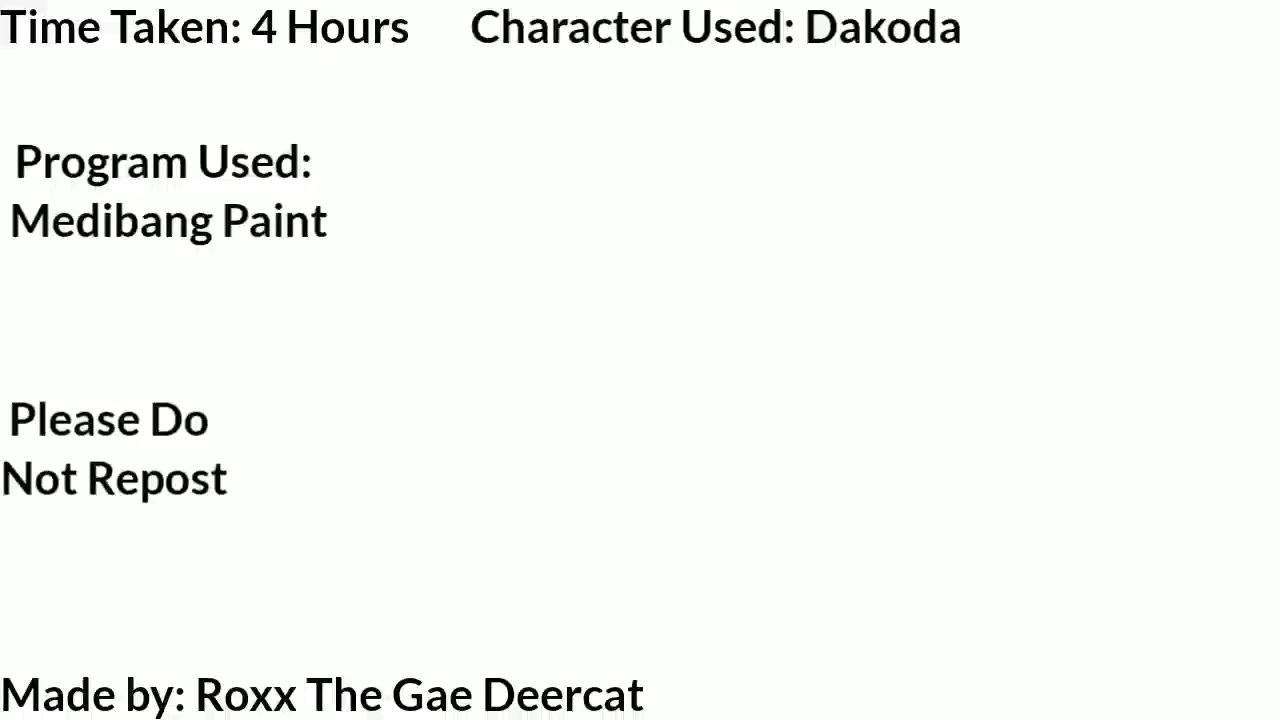 Time Taken: 4 Hours Character Used: Dakoda
Program Used:
Medibang Paint
Please Do
Not Repost
Made by: Roxx The Gae Deercat